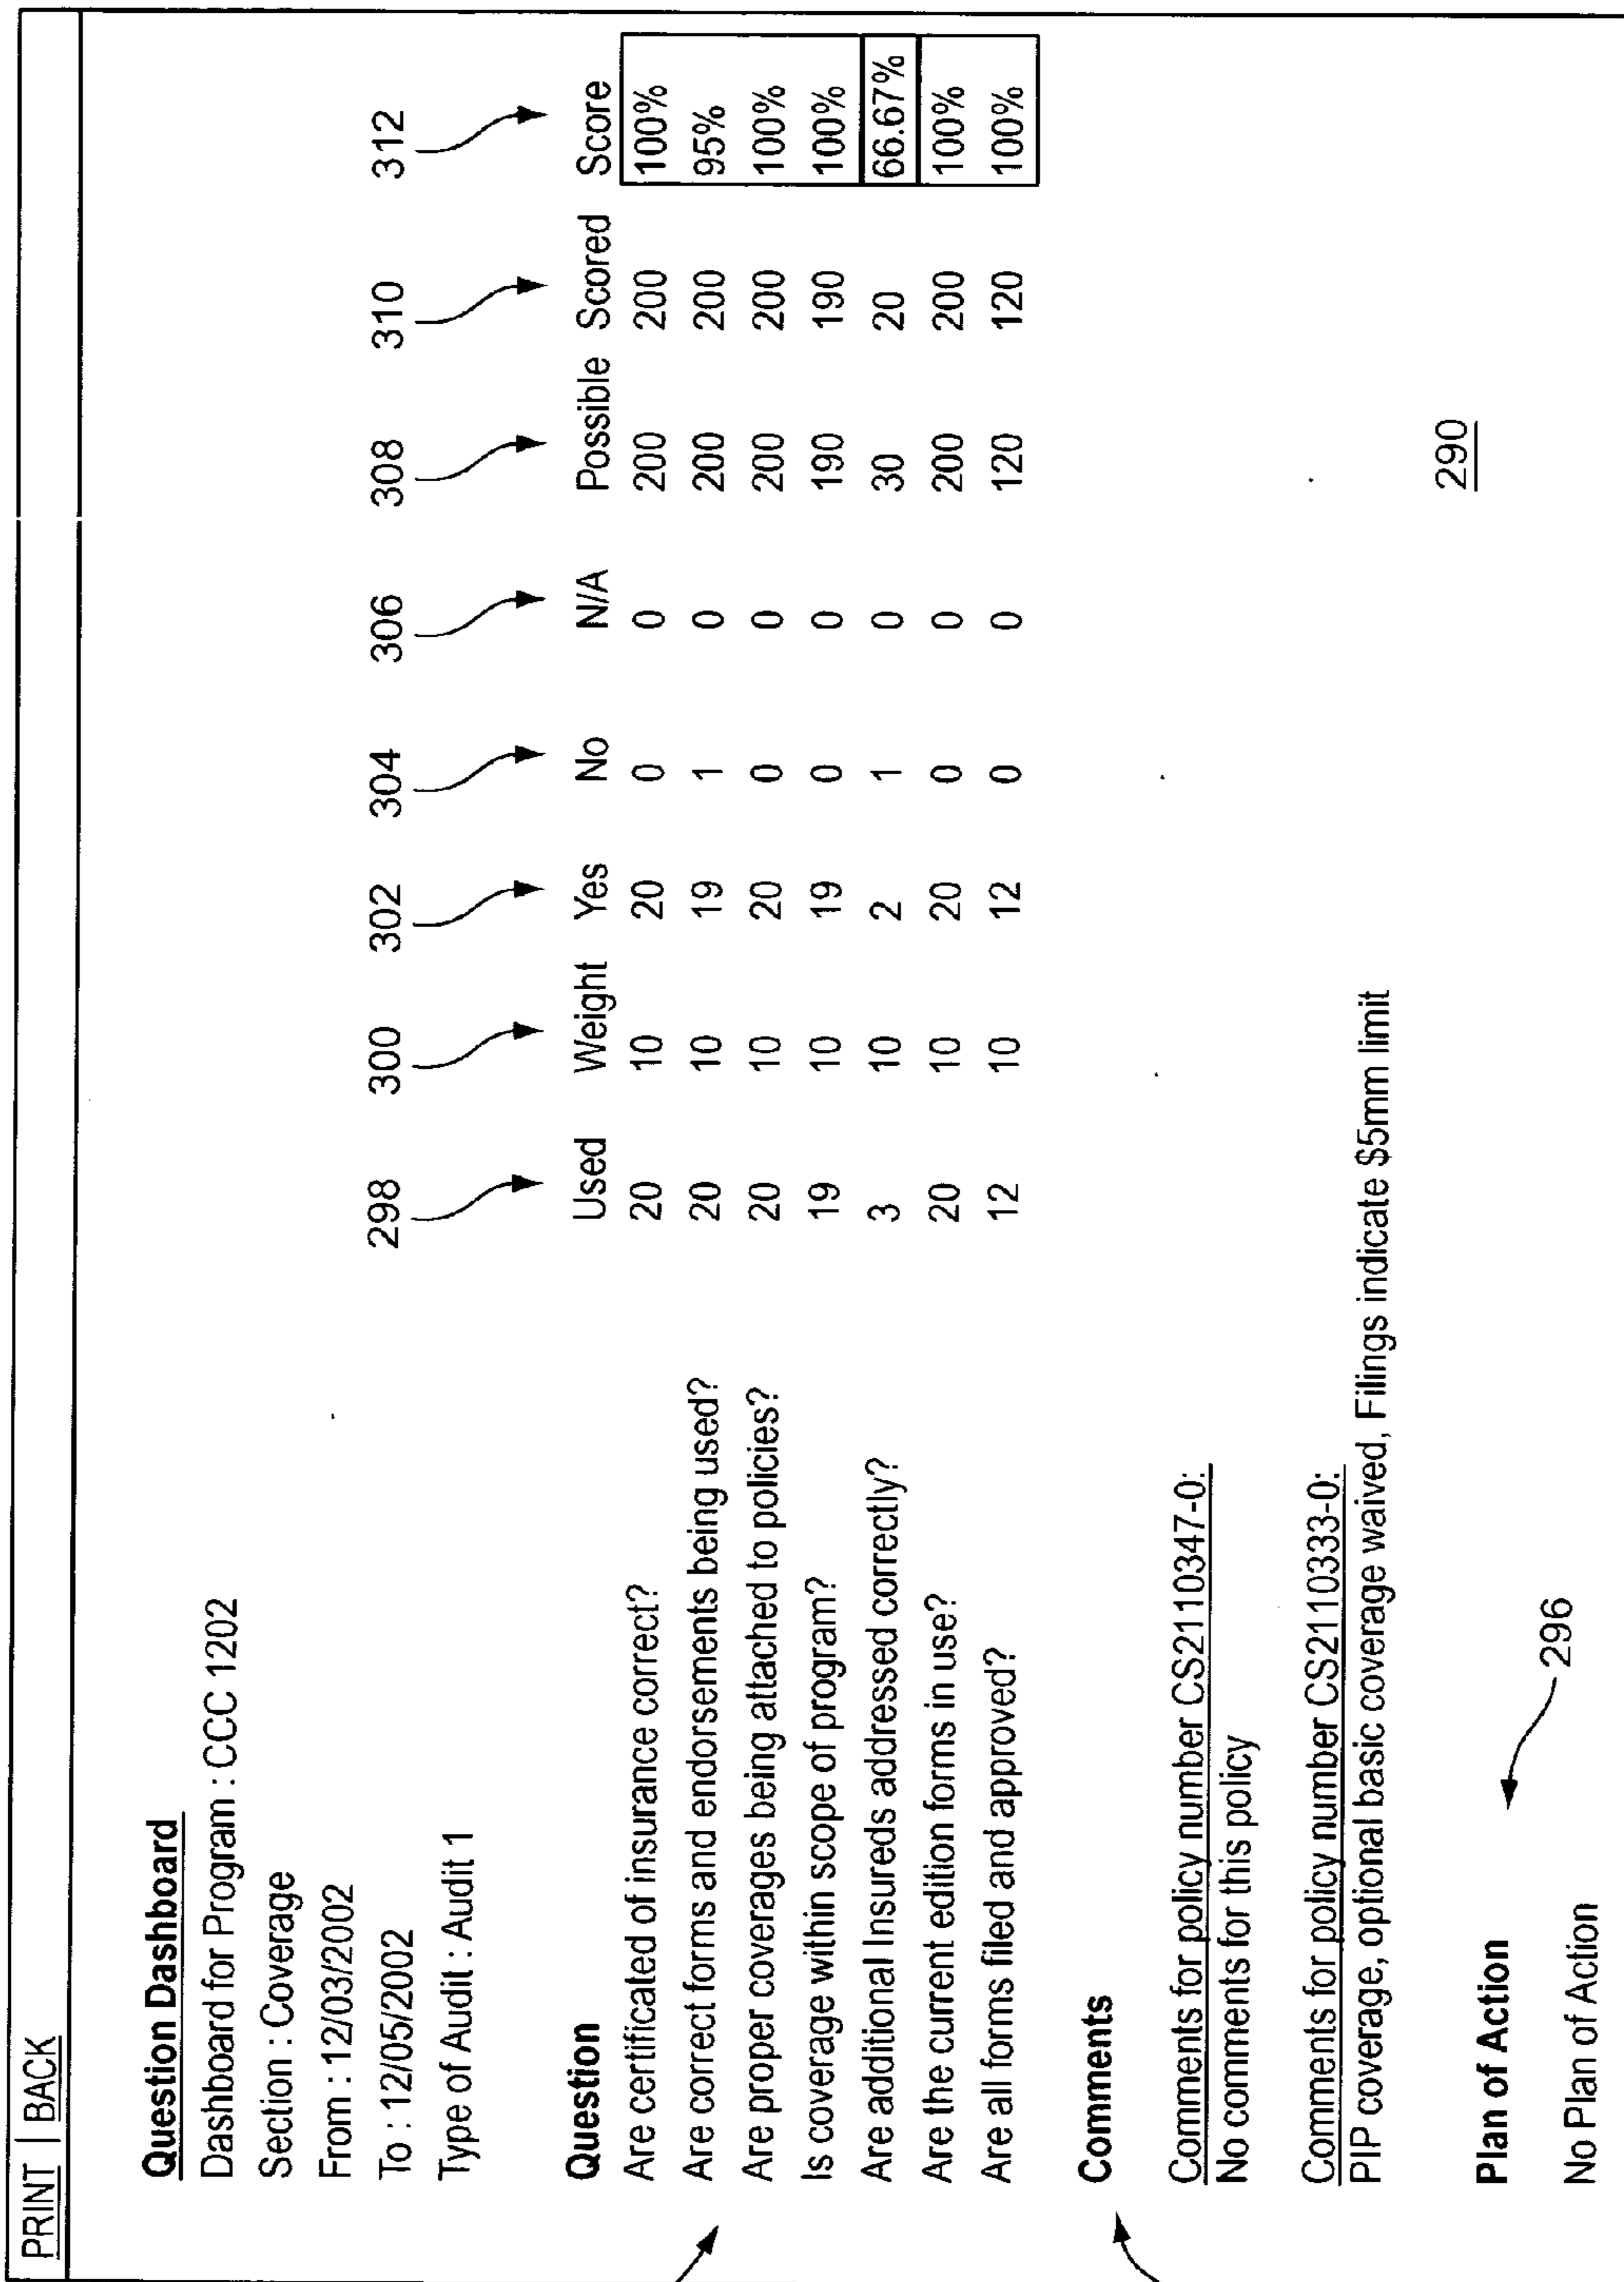 PRINT | BACK
Question Dashboard
Dashboard for Program : CCC 1202
Section : Coverage
From : 12/03/2002
To : 12/05/2002
Type of Audit : Audit 1
298 300 302 304 306 308 310 312
Question Used Weight Yes No N/A Possible Scored Score
Are certificated of insurance correct? 20 10 20 0 0 200 200 100%
Are correct forms and endorsements being used? 20 10 19 1 0 200 200 95%
Are proper coverages being attached to policies? 20 10 20 0 0 200 200 100%
Is coverage within scope of program? 19 10 19 0 0 190 190 100%
Are additional Insureds addressed correctly? 3 10 2 1 0 30 20 66.67%
Are the current edition forms in use? 20 10 20 0 0 200 200 100%
Are all forms filed and approved? 12 10 12 0 0 120 120 100%
Comments
Comments for policy number CS2110347-0:
No comments for this policy
Comments for policy number CS2110333-0:
PIP coverage, optional basic coverage waived, Filings indicate $5mm limit
Plan of Action
296
290
No Plan of Action